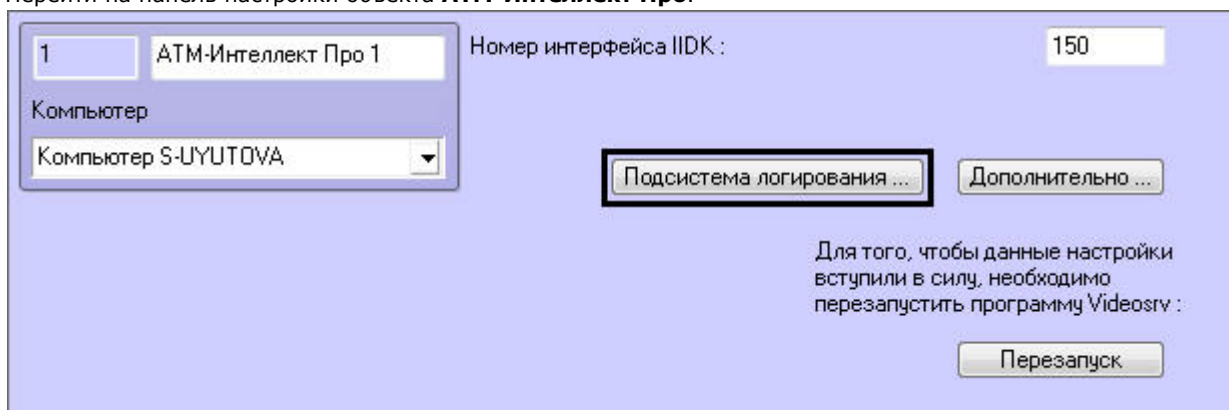 Перейти на панель настройки объекта АТМ-Интеллект Про.
1
АТМ-Интеллект Про 1
Номер интерфейса IIDK :
150
Компьютер
Компьютер S-UYUTOVA
Подсистема логирования ...
Дополнительно ...
Для того, чтобы данные настройки
вступили в силу, необходимо
перезапустить программу Videosrv :
Перезапуск